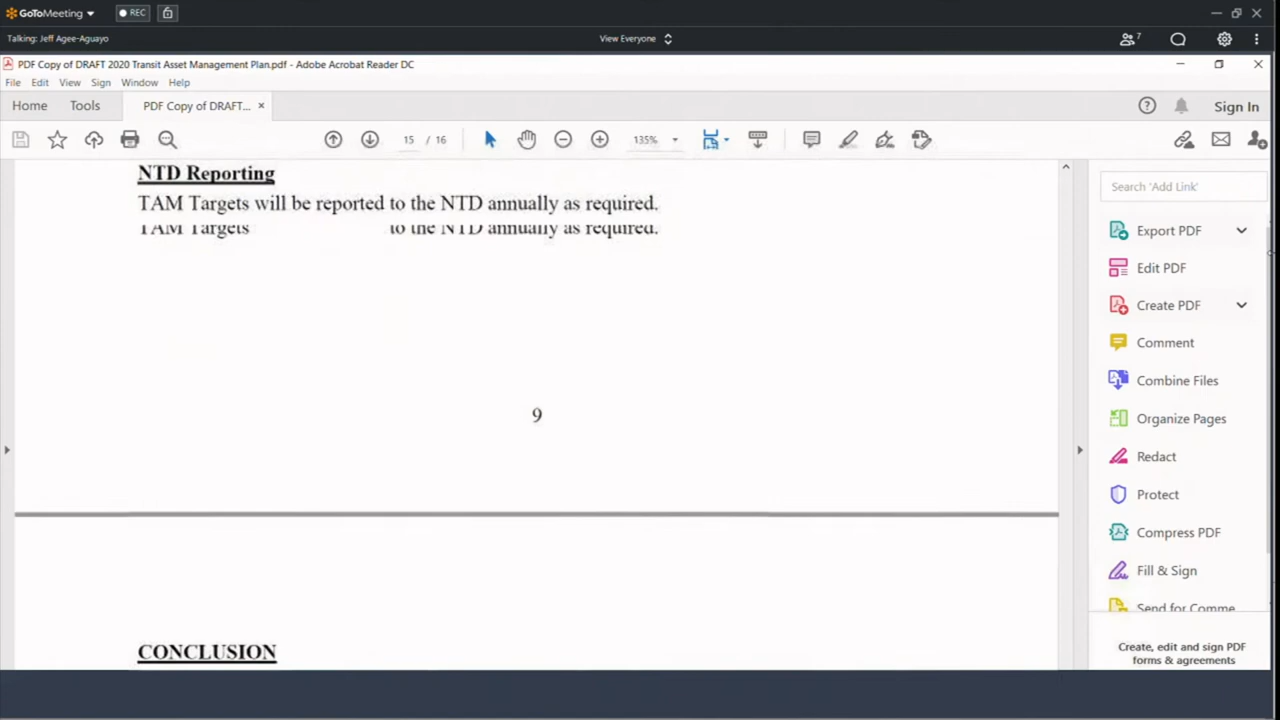 GoToMeeting
REC
Talking: Jeff Agee-Aguayo
View Everyone
7
PDF Copy of DRAFT 2020 Transit Asset Management Plan.pdf - Adobe Acrobat Reader DC
File Edit View Sign Window Help
Home Tools PDF Copy of DRAFT... × Sign In
15 / 16 135%
NTD Reporting
TAM Targets will be reported to the NTD annually as required.
TAM Targets to the NTD annually as required.
9
CONCLUSION
Search 'Add Link'
Export PDF
Edit PDF
Create PDF
Comment
Combine Files
Organize Pages
Redact
Protect
Compress PDF
Fill & Sign
Send for Comme
Create, edit and sign PDF
forms & agreements